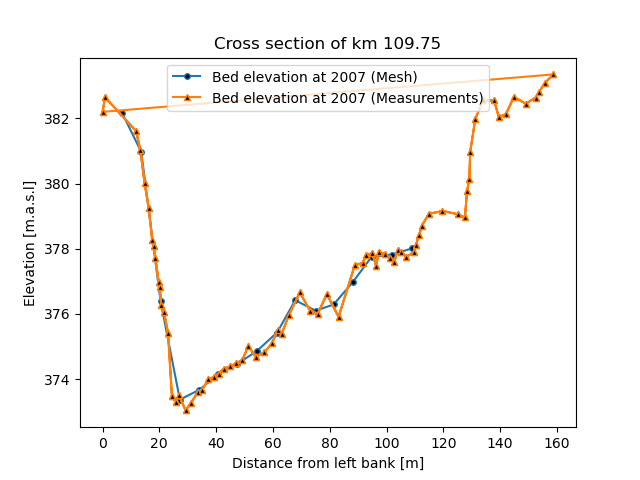 Cross section of km 109.75
Bed elevation at 2007 (Mesh)
Bed elevation at 2007 (Measurements)
Elevation [m.a.s.l]
382
380
378
376
374
0 20 40 60 80 100 120 140 160
Distance from left bank [m]